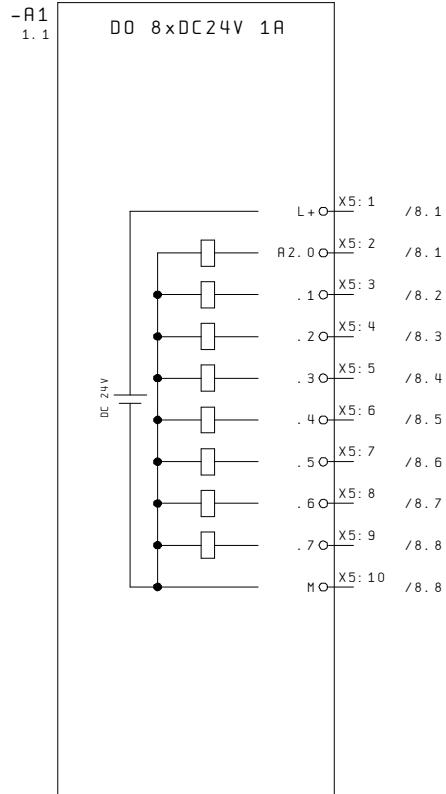 -A1
1.1
DO 8xDC24V 1A
L+ X5:1 /8.1
A2.0 X5:2 /8.1
.1 X5:3 /8.2
.2 X5:4 /8.3
.3 X5:5 /8.4
.4 X5:6 /8.5
.5 X5:7 /8.6
.6 X5:8 /8.7
.7 X5:9 /8.8
M X5:10 /8.8
DC 24V